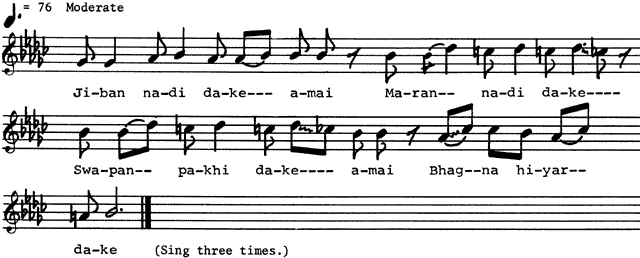 = 76 Moderate
Ji-ban na-di da-ke--- a-mai Ma-ran-- na-di da-ke----
Swa-pan-- pa-khi da-ke---- a-mai Bhag--na hi-yar--
da-ke (Sing three times.)